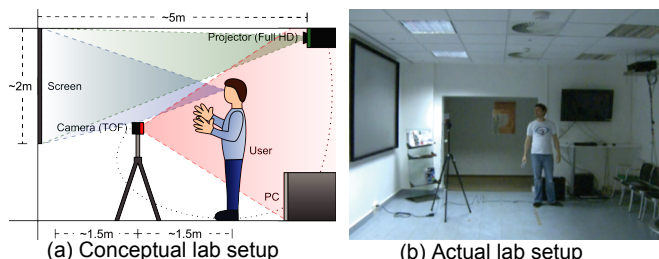 ~5m
Projector (Full HD)
~2m
Screen
Camera (TOF)
User
PC
~1.5m
~1.5m
(a) Conceptual lab setup
(b) Actual lab setup